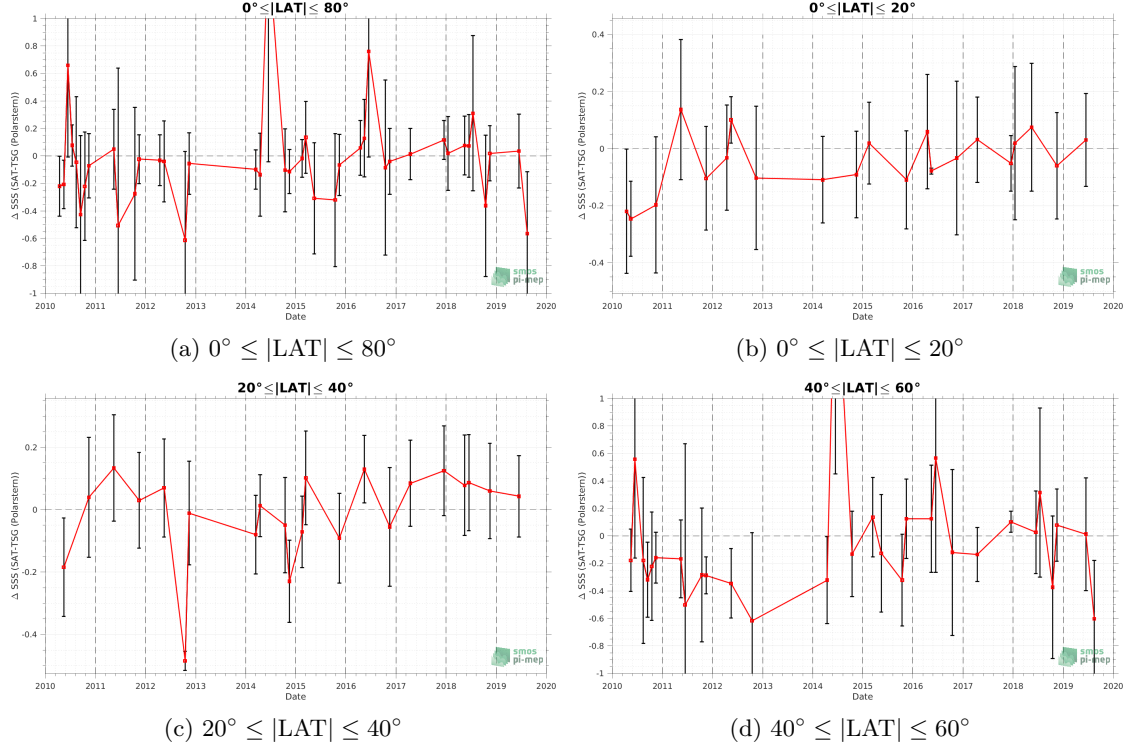 0°≤|LAT|≤ 80°
Δ SSS (SAT-TSG (Polarstern))
1
0.8
0.6
0.4
0.2
0
-0.2
-0.4
-0.6
-0.8
-1
2010 2011 2012 2013 2014 2015 2016 2017 2018 2019 2020
Date
smos
pi-mep
(a) 0° ≤ |LAT| ≤ 80°
0°≤|LAT|≤ 20°
Δ SSS (SAT-TSG (Polarstern))
0.4
0.2
0
-0.2
-0.4
2010 2011 2012 2013 2014 2015 2016 2017 2018 2019 2020
Date
smos
pi-mep
(b) 0° ≤ |LAT| ≤ 20°
20°≤|LAT|≤ 40°
Δ SSS (SAT-TSG (Polarstern))
0.2
0
-0.2
-0.4
2010 2011 2012 2013 2014 2015 2016 2017 2018 2019 2020
Date
smos
pi-mep
(c) 20° ≤ |LAT| ≤ 40°
40°≤|LAT|≤ 60°
Δ SSS (SAT-TSG (Polarstern))
1
0.8
0.6
0.4
0.2
0
-0.2
-0.4
-0.6
-0.8
-1
2010 2011 2012 2013 2014 2015 2016 2017 2018 2019 2020
Date
smos
pi-mep
(d) 40° ≤ |LAT| ≤ 60°